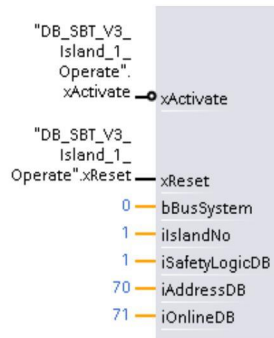 "DB_SBT_V3_
Island_1_
Operate".
xActivate xActivate
"DB_SBT_V3_
Island_1_
Operate".xReset xReset
0 bBusSystem
1 iIslandNo
1 iSafetyLogicDB
70 iAddressDB
71 iOnlineDB